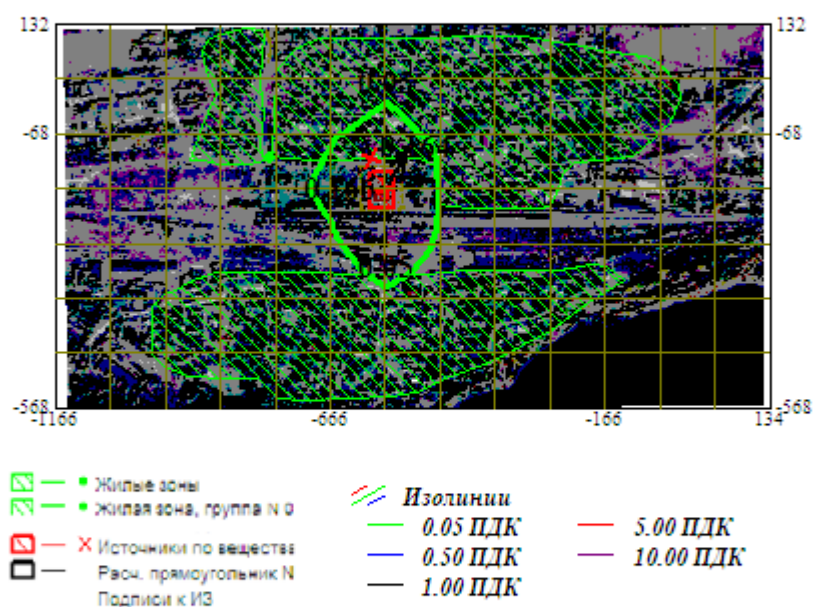 132 132
-68 -68
-568 -568
-1166 -666 -166 134
Жилые зоны
Жилая зона, группа N 0
Источники по вещества
Расч. прямоугольник N
Подписи к ИЗ
Изолинии
0.05 ПДК 5.00 ПДК
0.50 ПДК 10.00 ПДК
1.00 ПДК